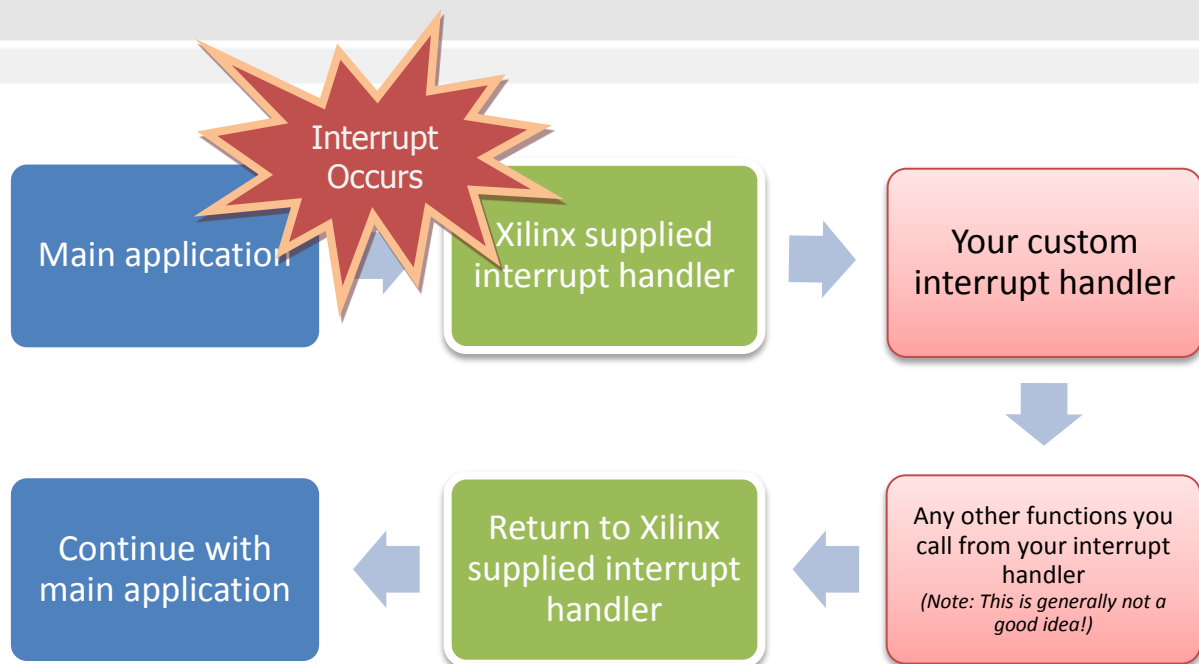 Interrupt
Occurs
Main application
Xilinx supplied
interrupt handler
Your custom
interrupt handler
Any other functions you
call from your interrupt
handler
(Note: This is generally not a
good idea!)
Return to Xilinx
supplied interrupt
handler
Continue with
main application